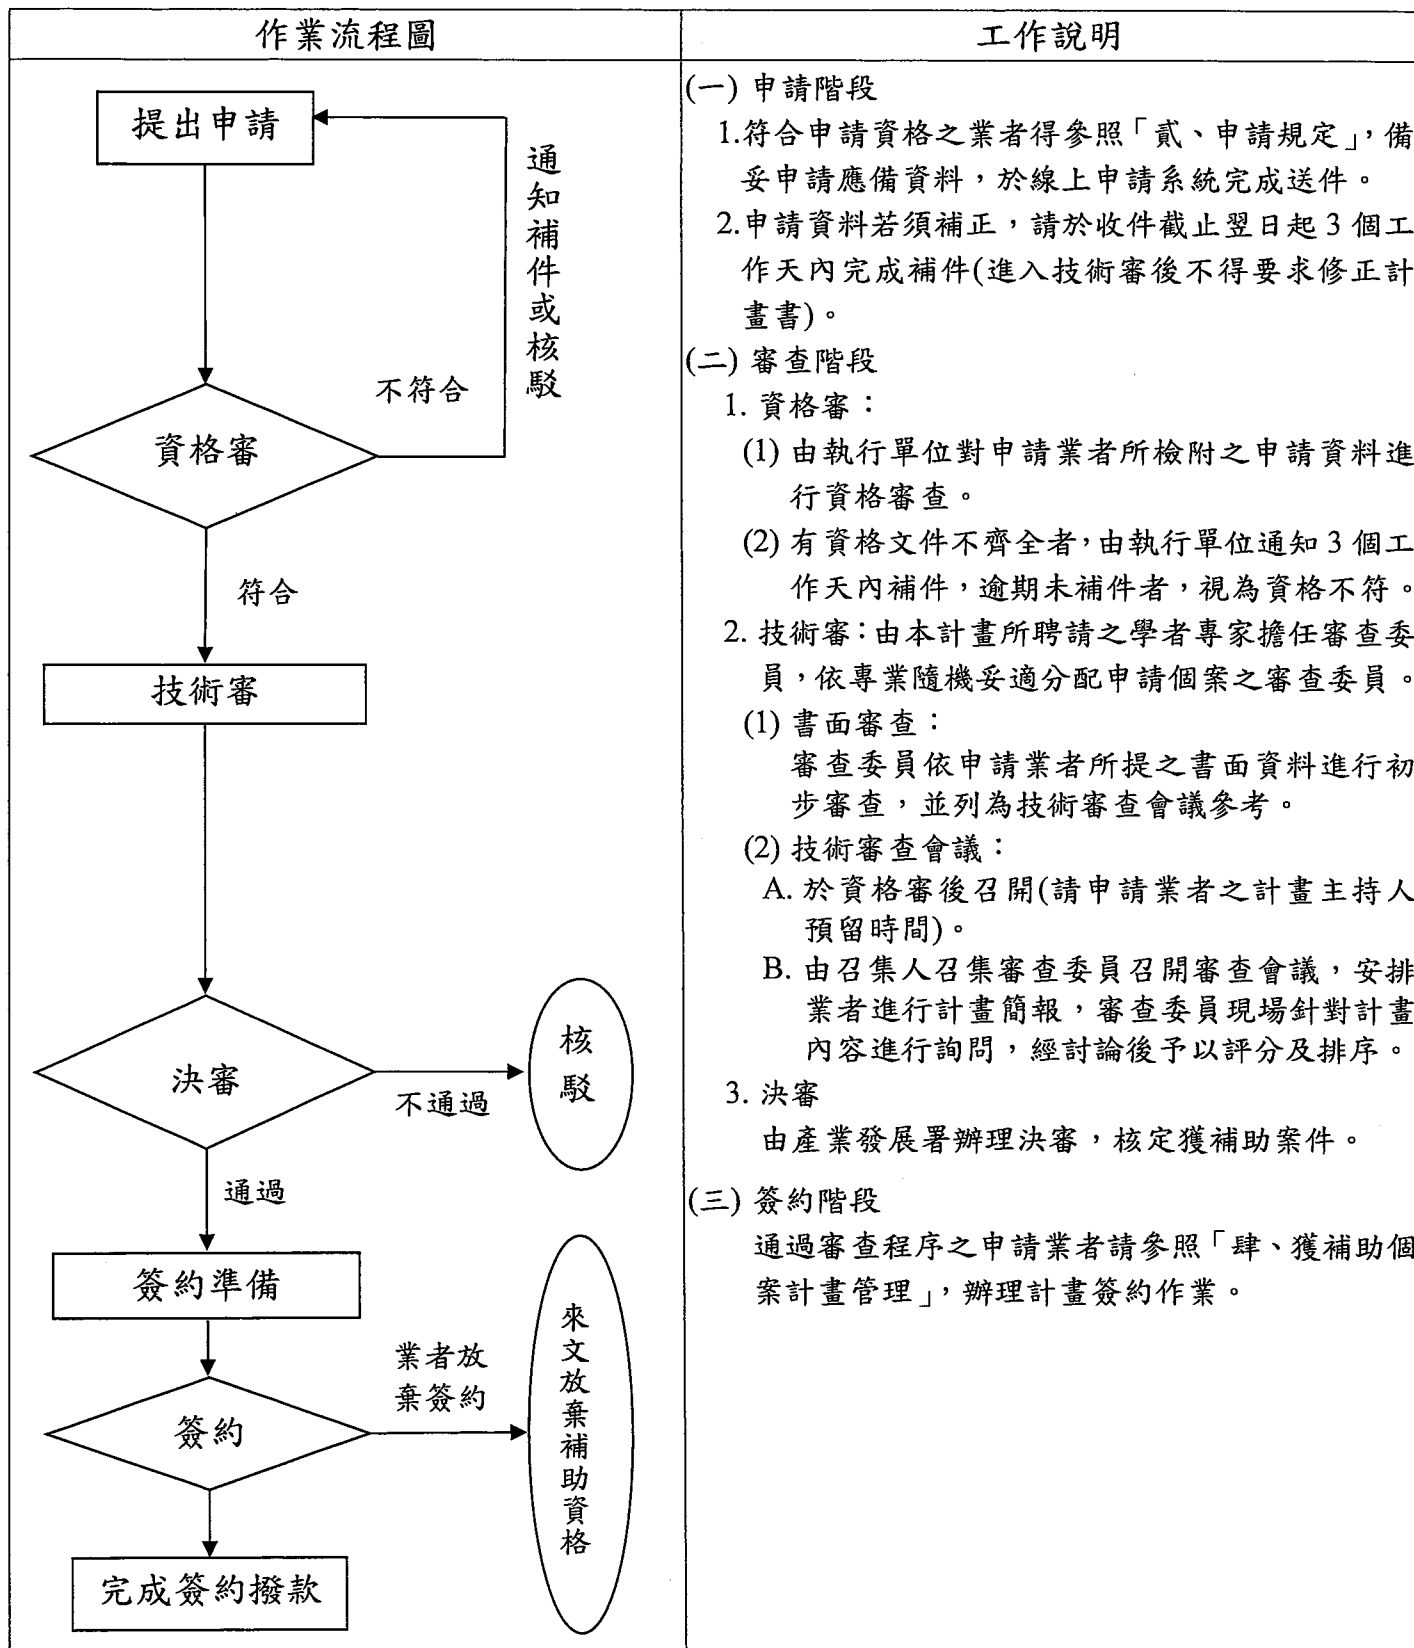 作業流程圖
提出申請
通知補件或核駁
不符合
資格審
符合
技術審
決審
不通過
核駁
通過
簽約準備
業者放
棄簽約
簽約
來文放棄補助資格
完成簽約撥款
工作說明
(一) 申請階段
1.符合申請資格之業者得參照「貳、申請規定」，備
妥申請應備資料，於線上申請系統完成送件。
2.申請資料若須補正，請於收件截止翌日起 3 個工
作天內完成補件(進入技術審後不得要求修正計
畫書)。
(二) 審查階段
1. 資格審：
(1) 由執行單位對申請業者所檢附之申請資料進
行資格審查。
(2) 有資格文件不齊全者，由執行單位通知 3 個工
作天內補件，逾期未補件者，視為資格不符。
2. 技術審：由本計畫所聘請之學者專家擔任審查委
員，依專業隨機妥適分配申請個案之審查委員。
(1) 書面審查：
審查委員依申請業者所提之書面資料進行初
步審查，並列為技術審查會議參考。
(2) 技術審查會議：
A. 於資格審後召開(請申請業者之計畫主持人
預留時間)。
B. 由召集人召集審查委員召開審查會議，安排
業者進行計畫簡報，審查委員現場針對計畫
內容進行詢問，經討論後予以評分及排序。
3. 決審
由產業發展署辦理決審，核定獲補助案件。
(三) 簽約階段
通過審查程序之申請業者請參照「肆、獲補助個
案計畫管理」，辦理計畫簽約作業。